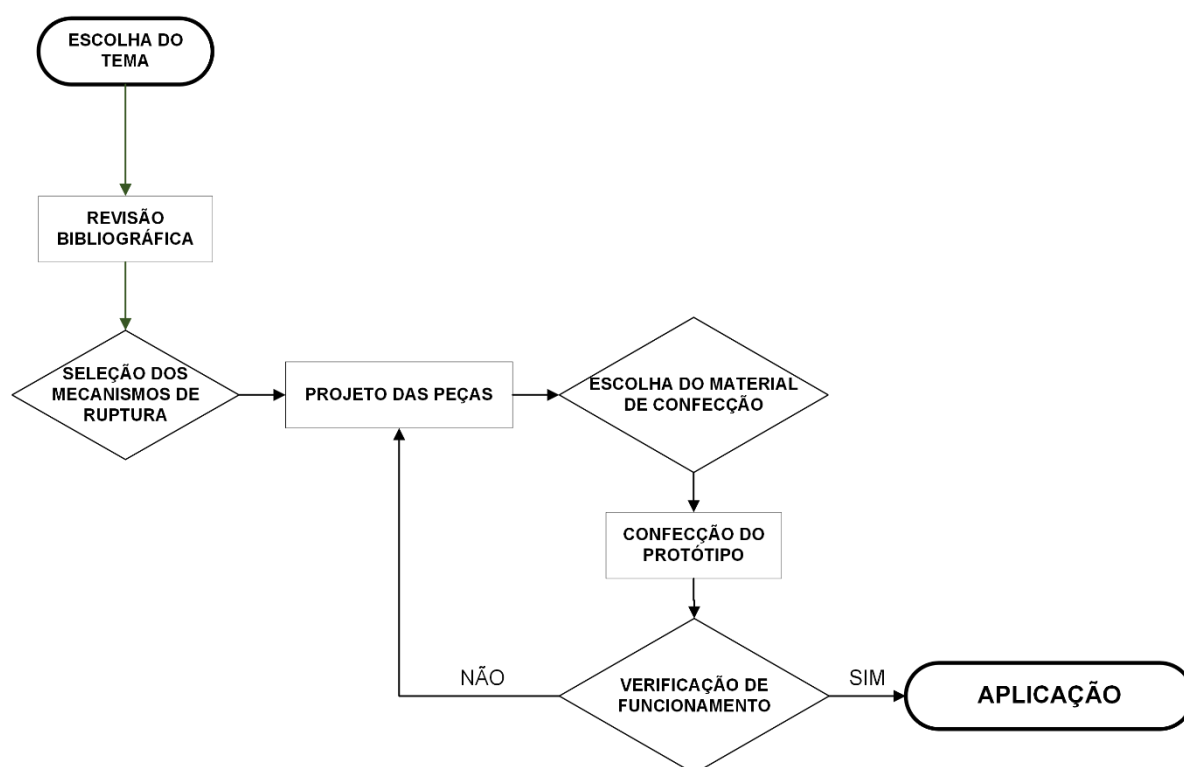 ESCOLHA DO
TEMA
REVISÃO
BIBLIOGRÁFICA
SELEÇÃO DOS
MECANISMOS DE
RUPTURA
PROJETO DAS PEÇAS
ESCOLHA DO MATERIAL
DE CONFECÇÃO
CONFECÇÃO DO
PROTÓTIPO
VERIFICAÇÃO DE
FUNCIONAMENTO
NÃO
SIM
APLICAÇÃO